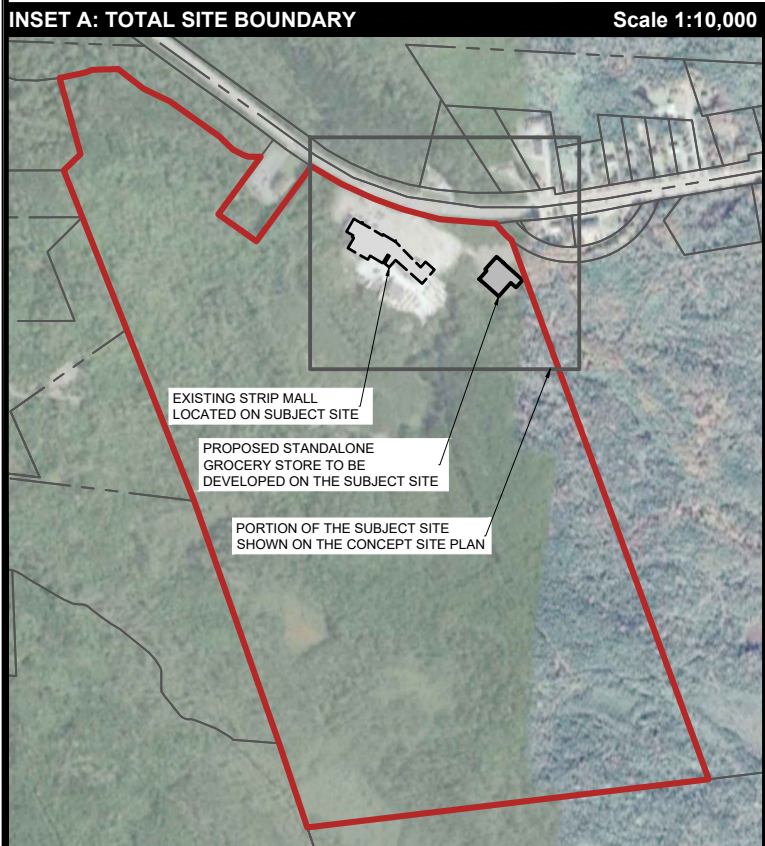 INSET A: TOTAL SITE BOUNDARY Scale 1:10,000
EXISTING STRIP MALL
LOCATED ON SUBJECT SITE
PROPOSED STANDALONE
GROCERY STORE TO BE
DEVELOPED ON THE SUBJECT SITE
PORTION OF THE SUBJECT SITE
SHOWN ON THE CONCEPT SITE PLAN